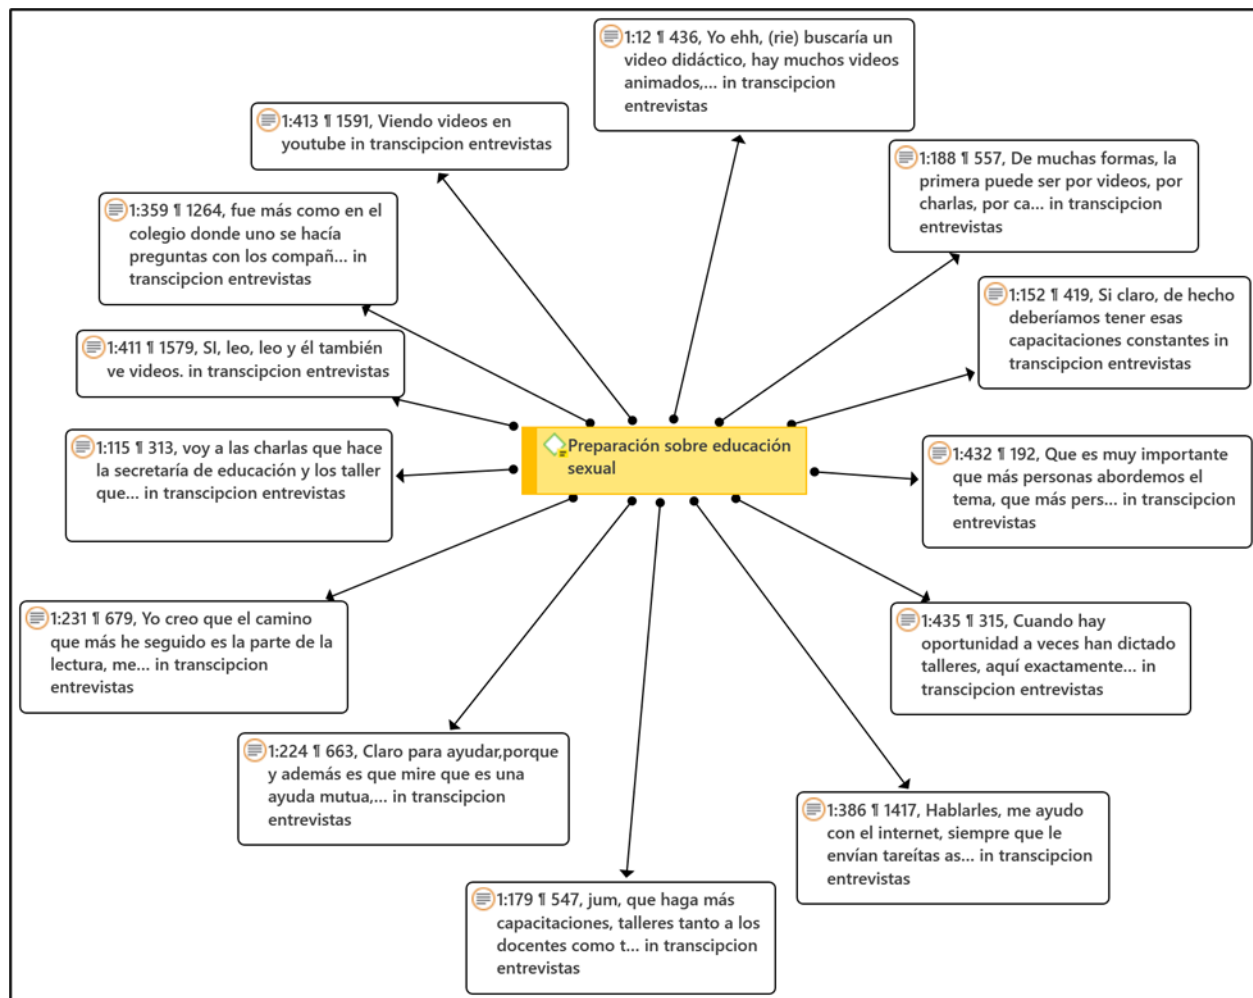 1:12 ¶ 436, Yo ehh, (rie) buscaría un
video didáctico, hay muchos videos
animados,... in transcipcion
entrevistas
1:413 ¶ 1591, Viendo videos en
youtube in transcipcion entrevistas
1:188 ¶ 557, De muchas formas, la
primera puede ser por videos, por
charlas, por ca... in transcipcion
entrevistas
1:359 ¶ 1264, fue más como en el
colegio donde uno se hacía
preguntas con los compañ... in
transcipcion entrevistas
1:152 ¶ 419, Si claro, de hecho
deberíamos tener esas
capacitaciones constantes in
transcipcion entrevistas
1:411 ¶ 1579, SI, leo, leo y él también
ve videos. in transcipcion entrevistas
Preparación sobre educación
sexual
1:115 ¶ 313, voy a las charlas que hace
la secretaría de educación y los taller
que... in transcipcion entrevistas
1:432 ¶ 192, Que es muy importante
que más personas abordemos el
tema, que más pers... in transcipcion
entrevistas
1:231 ¶ 679, Yo creo que el camino
que más he seguido es la parte de la
lectura, me... in transcipcion
entrevistas
1:435 ¶ 315, Cuando hay
oportunidad a veces han dictado
talleres, aquí exactamente... in
transcipcion entrevistas
1:224 ¶ 663, Claro para ayudar,porque
y además es que mire que es una
ayuda mutua,... in transcipcion
entrevistas
1:386 ¶ 1417, Hablarles, me ayudo
con el internet, siempre que le
envían tareítas as... in transcipcion
entrevistas
1:179 ¶ 547, jum, que haga más
capacitaciones, talleres tanto a los
docentes como t... in transcipcion
entrevistas